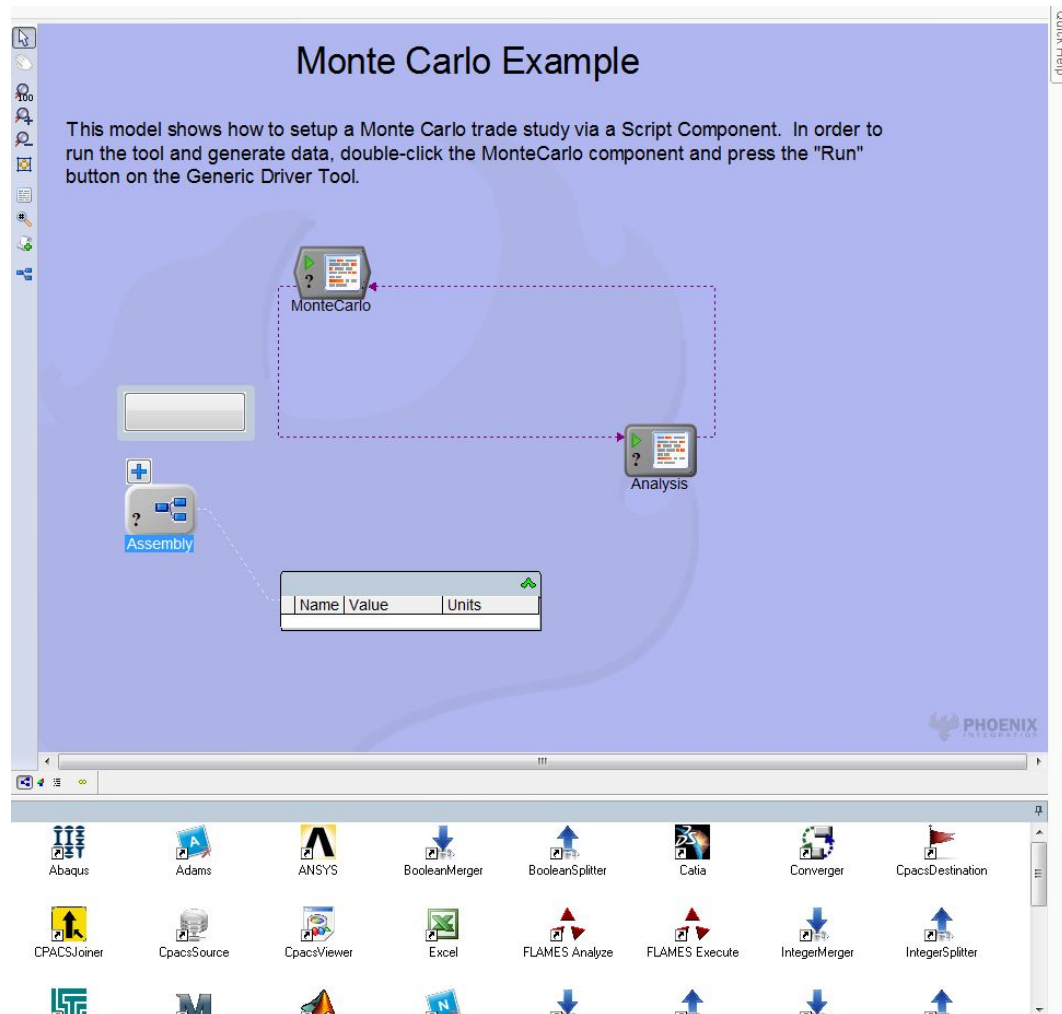 Quick Help
Monte Carlo Example
100
This model shows how to setup a Monte Carlo trade study via a Script Component.  In order to
run the tool and generate data, double-click the MonteCarlo component and press the "Run"
button on the Generic Driver Tool.
?
MonteCarlo
?
Analysis
?
Assembly
Name Value Units
PHOENIX
INTEGRATION
Abaqus Adams ANSYS BooleanMerger BooleanSplitter Catia Converger CpacsDestination
CPACSJoiner CpacsSource CpacsViewer Excel FLAMES Analyze FLAMES Execute IntegerMerger IntegerSplitter